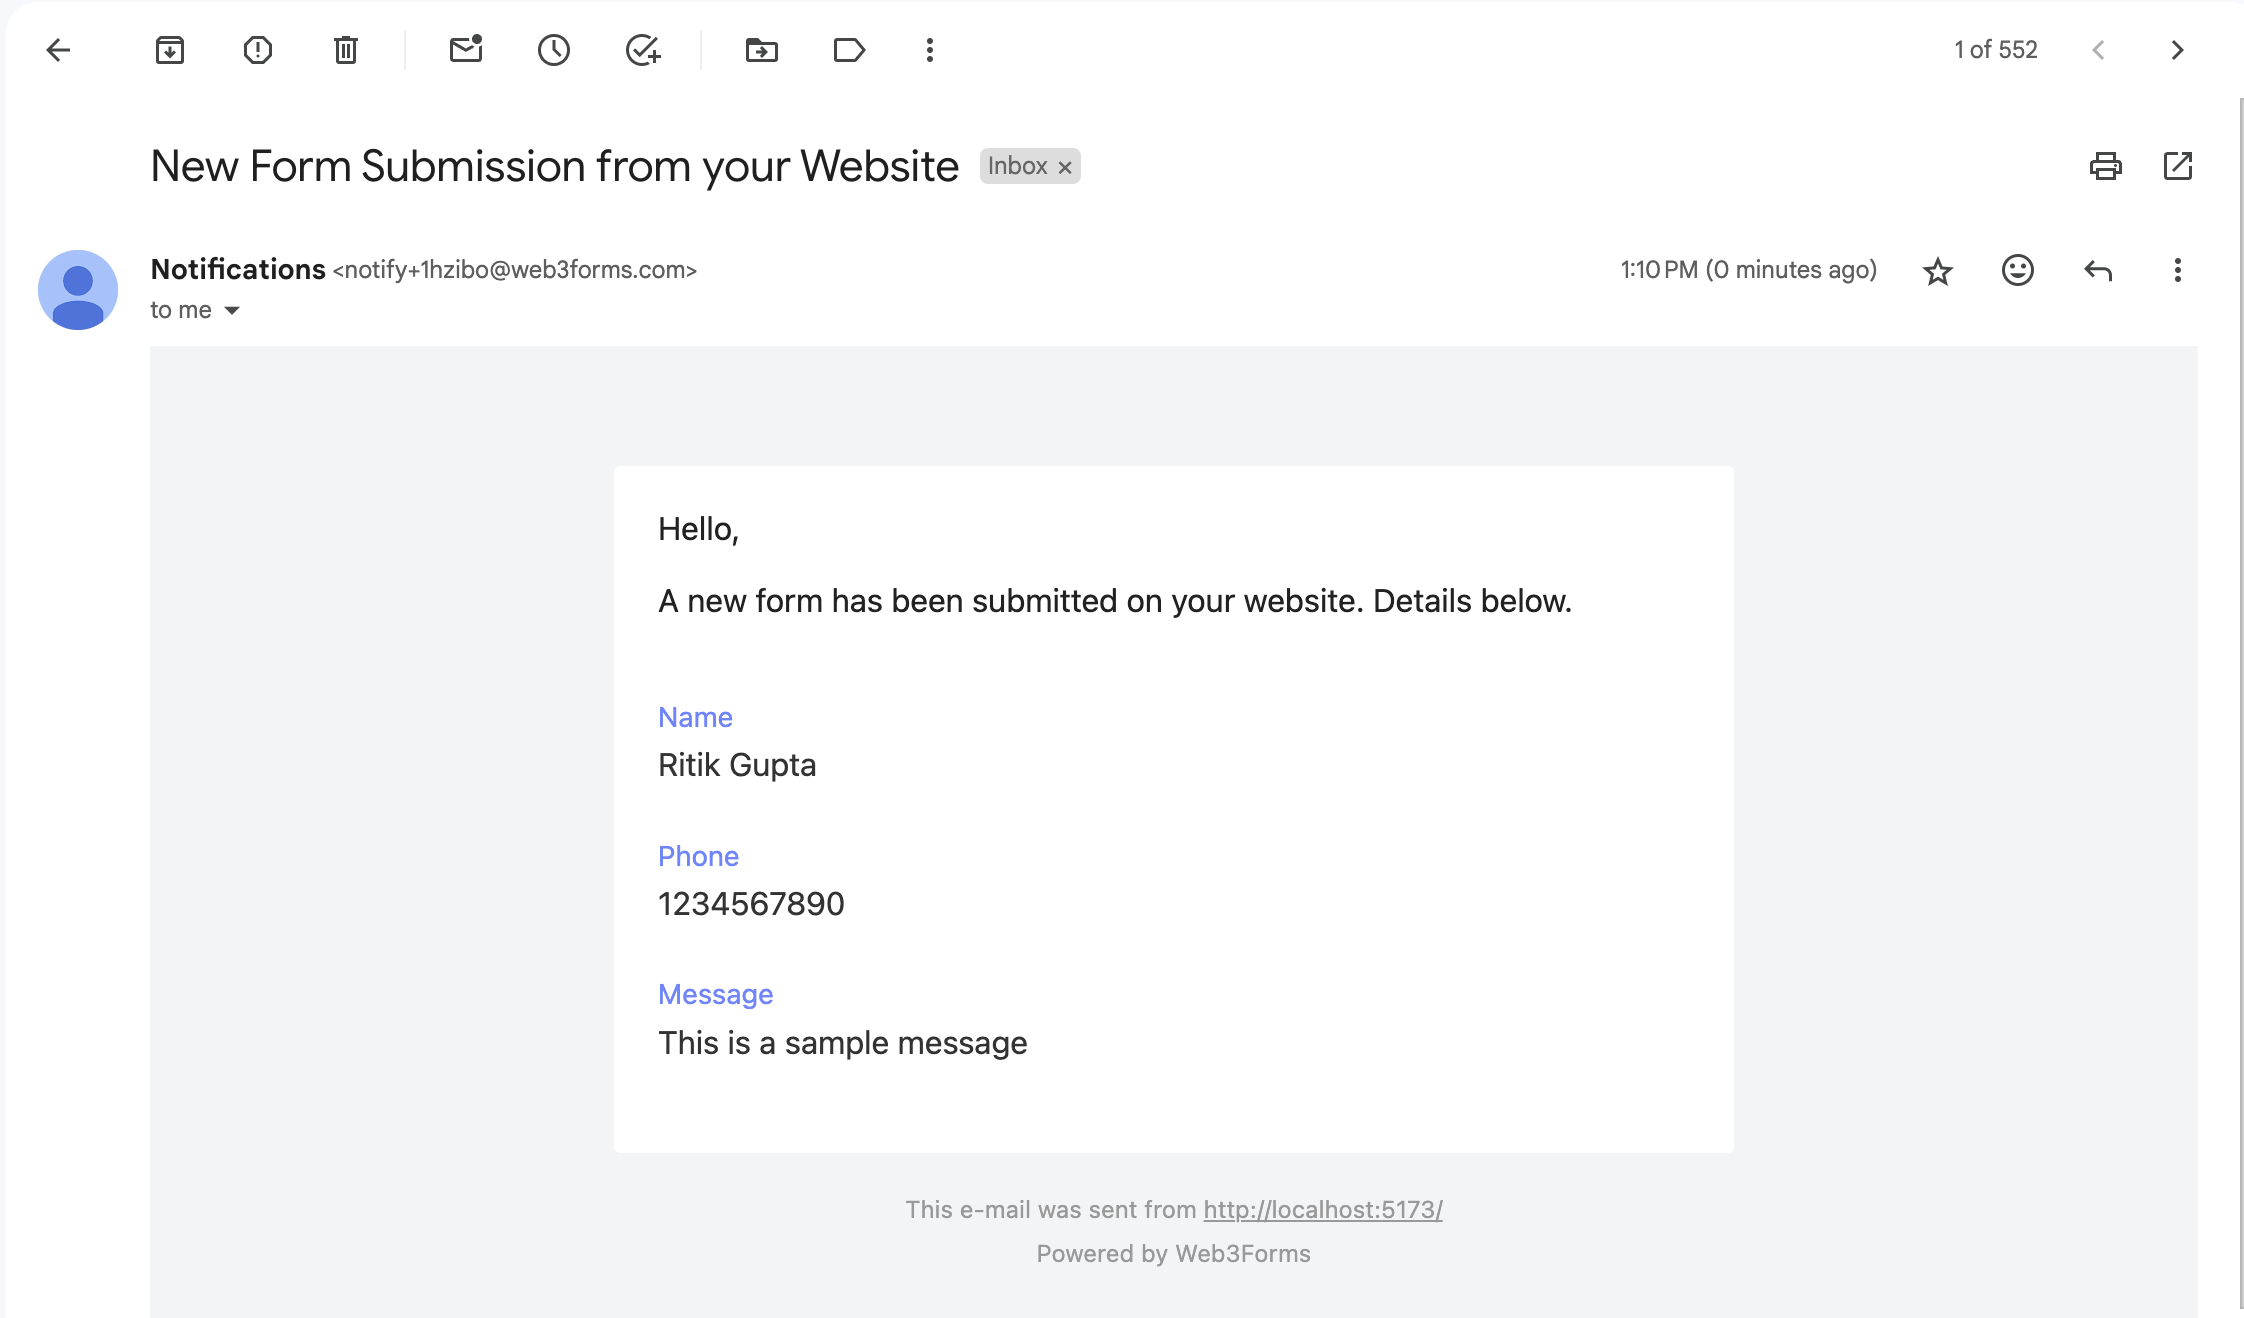 1 of 552
New Form Submission from your Website Inbox ×
Notifications <notify+1hzibo@web3forms.com> 1:10 PM (0 minutes ago)
to me
Hello,
A new form has been submitted on your website. Details below.
Name
Ritik Gupta
Phone
1234567890
Message
This is a sample message
This e-mail was sent from http://localhost:5173/
Powered by Web3Forms